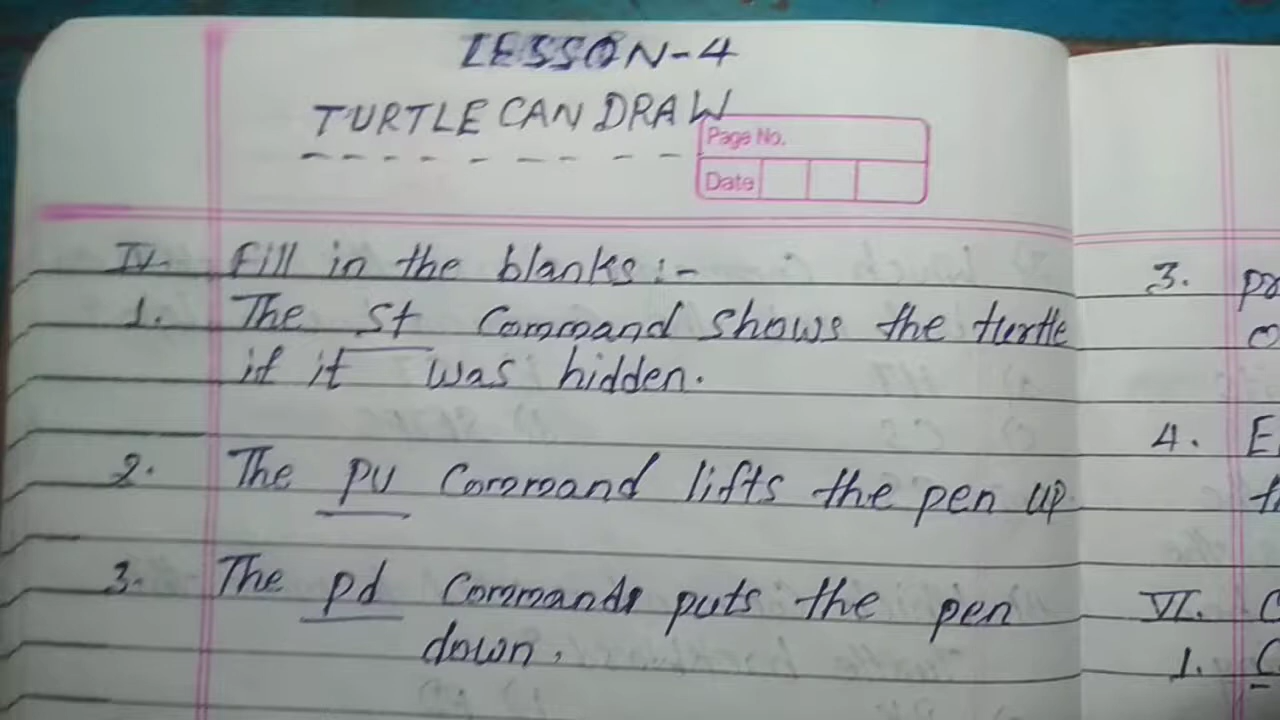 LESSON-4
TURTLE CAN DRAW
Page No.
Date
IV. Fill in the blanks :-
1. The St Command shows the turtle
if it was hidden.
2. The PU Command lifts the pen up
3. The pd Commands puts the pen
down.
3.
4.
VI.
1.